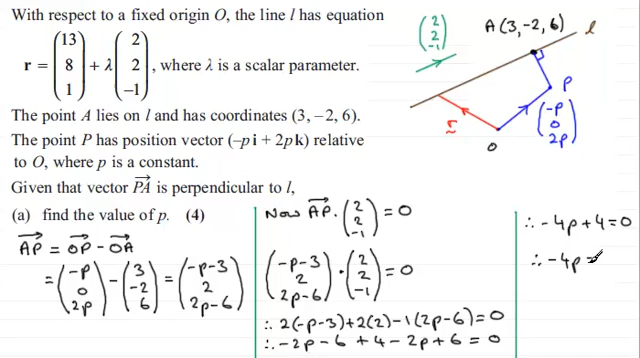 With respect to a fixed origin O, the line l has equation
r = (13 8 1) + λ (2 2 −1), where λ is a scalar parameter.
The point A lies on l and has coordinates (3, −2, 6).
The point P has position vector (−pi + 2pk) relative
to O, where p is a constant.
Given that vector PA is perpendicular to l,
(a) find the value of p. (4)
AP = OP - OA
= (-p 0 2p) - (3 -2 6) = (-p-3 2 2p-6)
(2 2 -1)
A(3,-2,6)
l
P
r
(-p 0 2p)
O
Now AP . (2 2 -1) = 0
(-p-3 2 2p-6) . (2 2 -1) = 0
∴ 2(-p-3)+2(2)-1(2p-6)=0
∴ -2p - 6 + 4 - 2p + 6 = 0
∴ -4p + 4 = 0
∴ -4p =